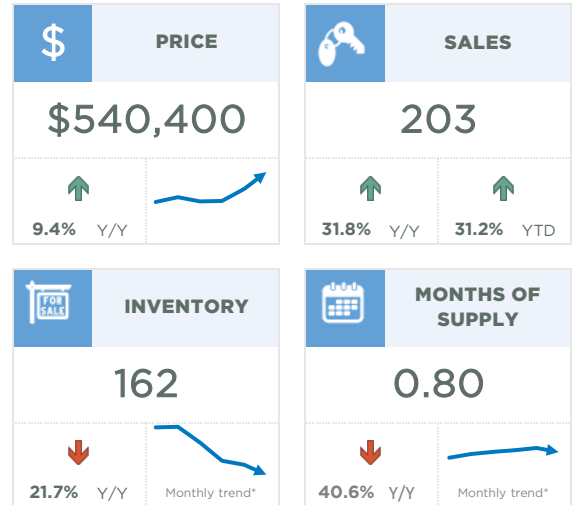 $
PRICE
$540,400
9.4% Y/Y
SALES
203
31.8% Y/Y
31.2% YTD
FOR
SALE
INVENTORY
162
21.7% Y/Y
Monthly trend*
MONTHS OF
SUPPLY
0.80
40.6% Y/Y
Monthly trend*